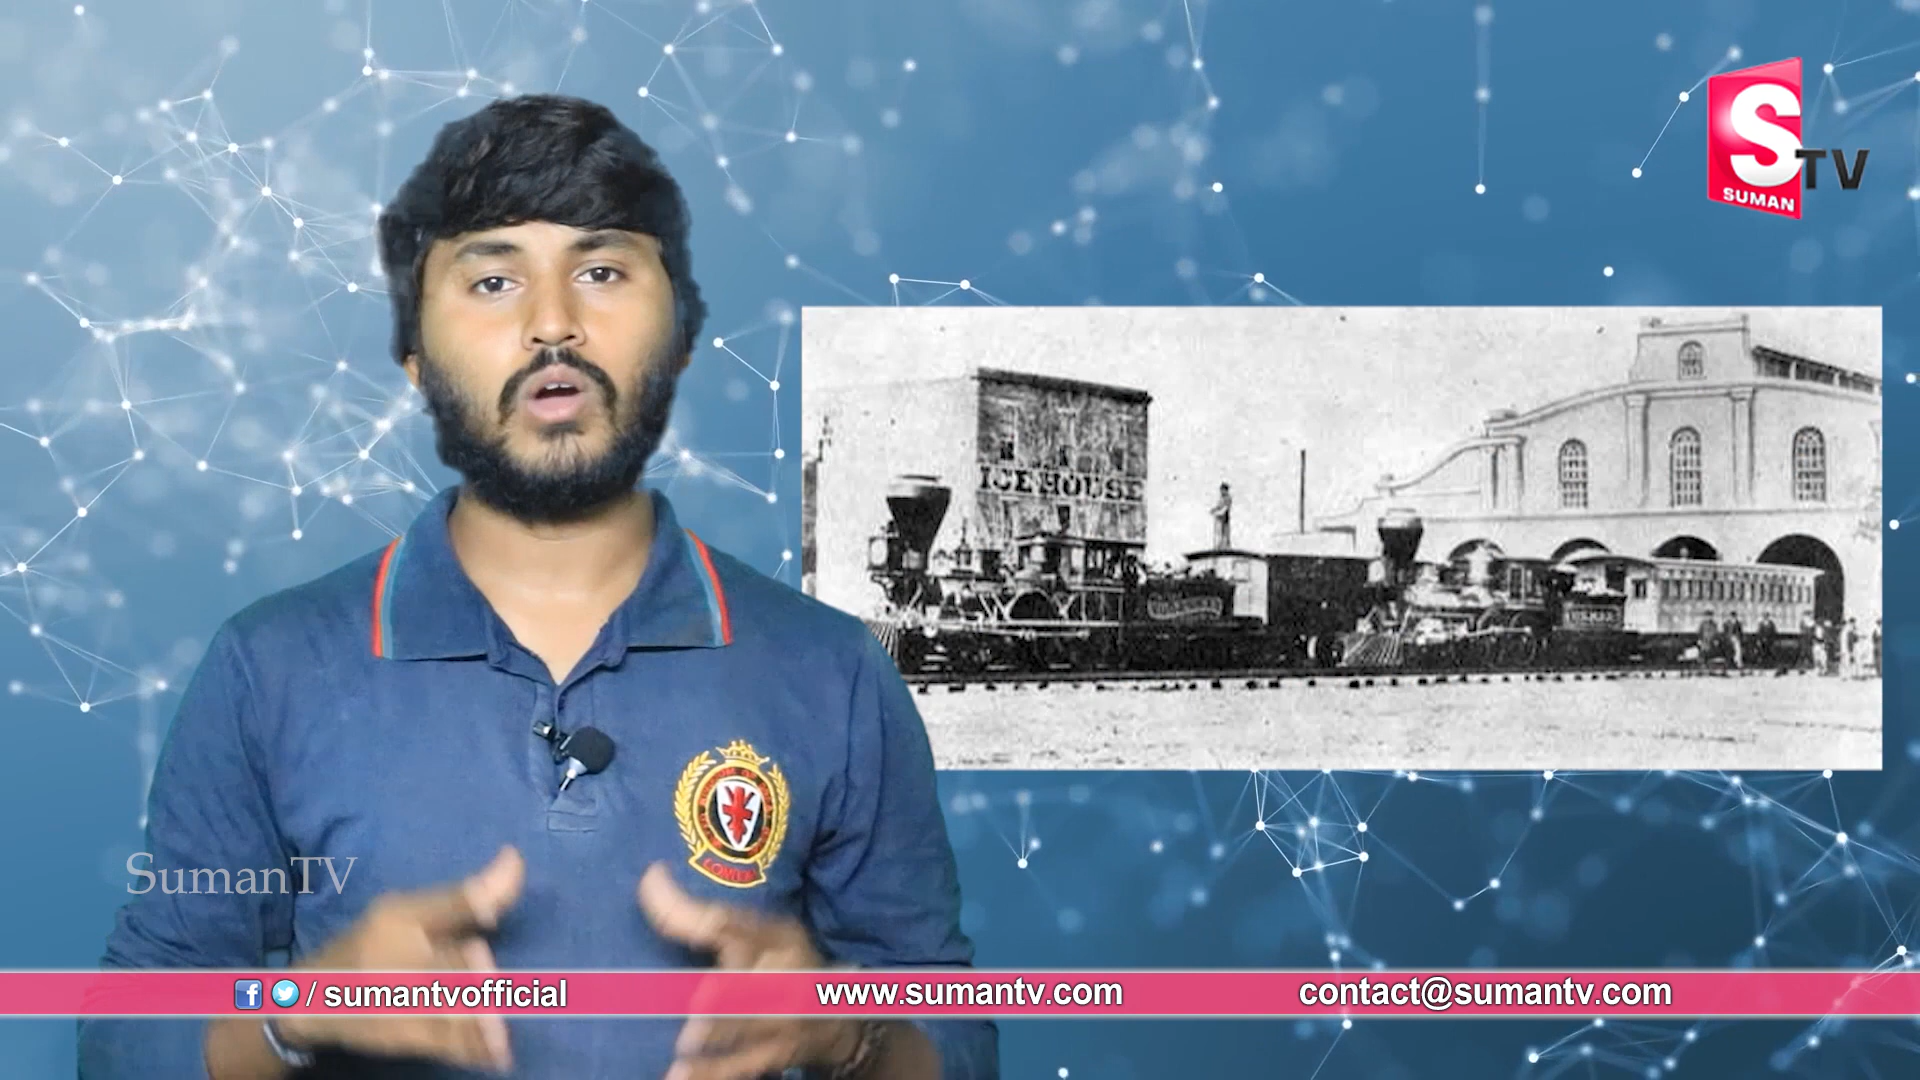 S
TV
SUMAN
ICE HOUSE
SumanTV
/ sumantvofficial
www.sumantv.com
contact@sumantv.com